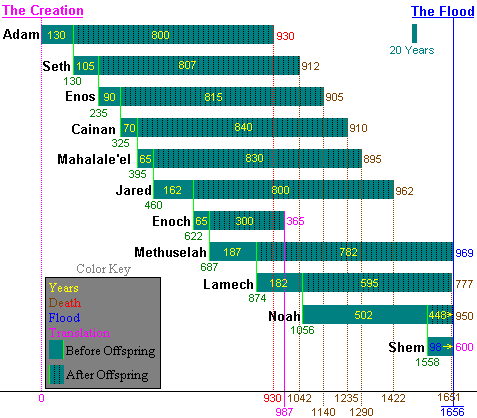 The Creation The Flood
Adam 130 800 930
20 Years
Seth 105 807 912
130
Enos 90 815 905
235
Cainan 70 840 910
325
Mahalale'el 65 830 895
395
Jared 162 800 962
460
Enoch 65 300 365
622
Methuselah 187 782 969
687
Lamech 182 595 777
874
Noah 502 448 950
1056
Shem 98 600
1558
Color Key
Years
Death
Flood
Translation
Before Offspring
After Offspring
0 930 1042 1235 1422 1651
987 1140 1290 1656